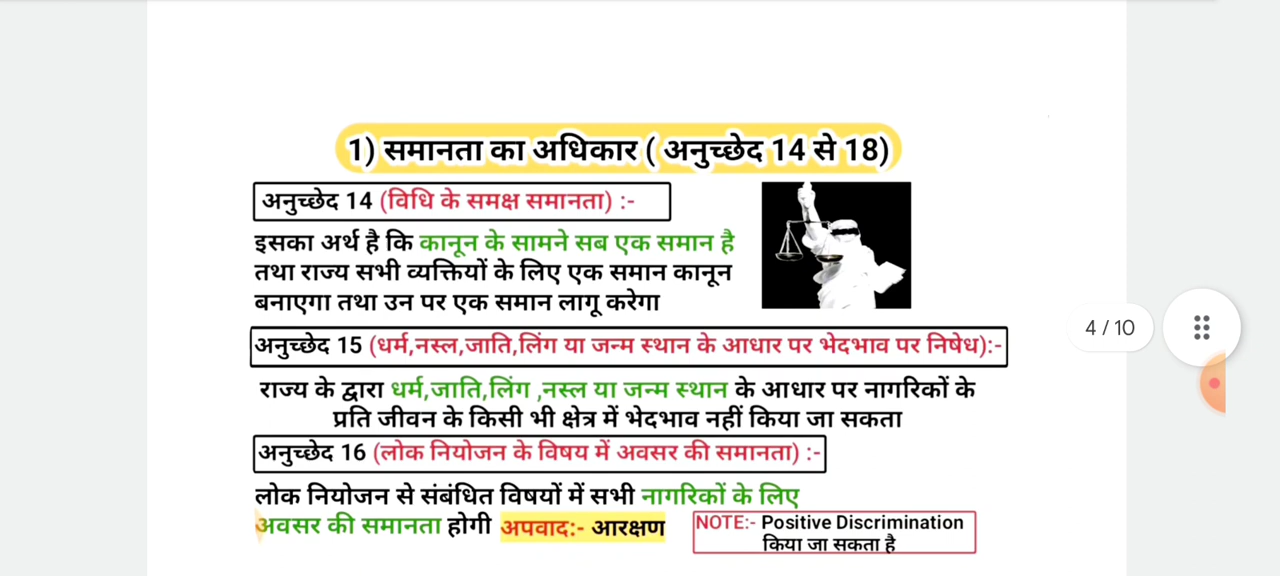 1) समानता का अधिकार ( अनुच्छेद 14 से 18)
अनुच्छेद 14 (विधि के समक्ष समानता) :-
इसका अर्थ है कि कानून के सामने सब एक समान है
तथा राज्य सभी व्यक्तियों के लिए एक समान कानून
बनाएगा तथा उन पर एक समान लागू करेगा
4 / 10
अनुच्छेद 15 (धर्म,नस्ल,जाति,लिंग या जन्म स्थान के आधार पर भेदभाव पर निषेध):-
राज्य के द्वारा धर्म,जाति,लिंग ,नस्ल या जन्म स्थान के आधार पर नागरिकों के
प्रति जीवन के किसी भी क्षेत्र में भेदभाव नहीं किया जा सकता
अनुच्छेद 16 (लोक नियोजन के विषय में अवसर की समानता) :-
लोक नियोजन से संबंधित विषयों में सभी नागरिकों के लिए
अवसर की समानता होगी अपवाद:- आरक्षण
NOTE:- Positive Discrimination
किया जा सकता है